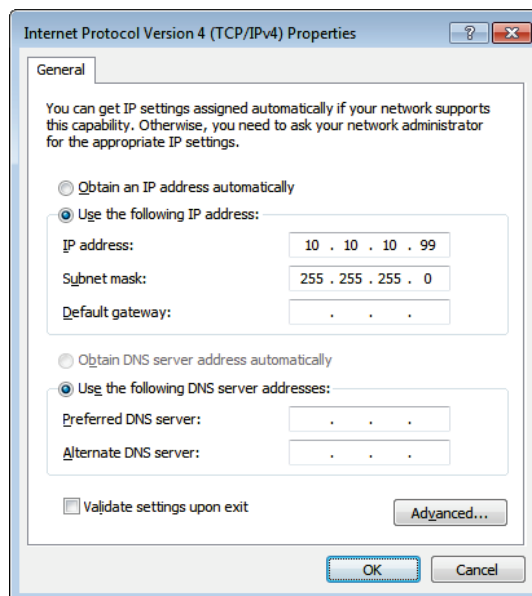 Internet Protocol Version 4 (TCP/IPv4) Properties
?
General
You can get IP settings assigned automatically if your network supports
this capability. Otherwise, you need to ask your network administrator
for the appropriate IP settings.
Obtain an IP address automatically
Use the following IP address:
IP address: 10 . 10 . 10 . 99
Subnet mask: 255 . 255 . 255 . 0
Default gateway: . . .
Obtain DNS server address automatically
Use the following DNS server addresses:
Preferred DNS server: . . .
Alternate DNS server: . . .
Validate settings upon exit
Advanced...
OK Cancel